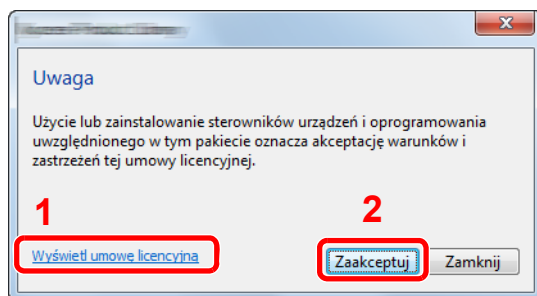 Uwaga
Użycie lub zainstalowanie sterowników urządzeń i oprogramowania
uwzględnionego w tym pakiecie oznacza akceptację warunków i
zastrzeżeń tej umowy licencyjnej.
1
2
Wyświetl umowę licencyjna
Zaakceptuj
Zamknij